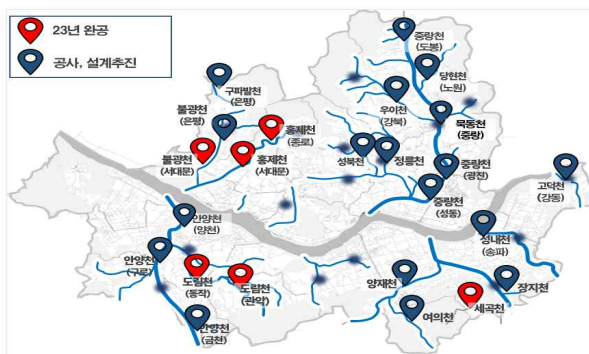 23년 완공
공사, 설계추진
중랑천
(도봉)
당현천
(노원)
구파발천
(은평)
우이천
(강북)
불광천
(은평)
홍제천
(종로)
묵동천
(중랑)
불광천
(서대문)
홍제천
(서대문)
성북천
정릉천
중랑천
(광진)
중랑천
(성동)
고덕천
(강동)
안양천
(양천)
성내천
(송파)
안양천
(구로)
도림천
(동작)
도림천
(관악)
양재천
세곡천
장지천
여의천
안양천
(금천)